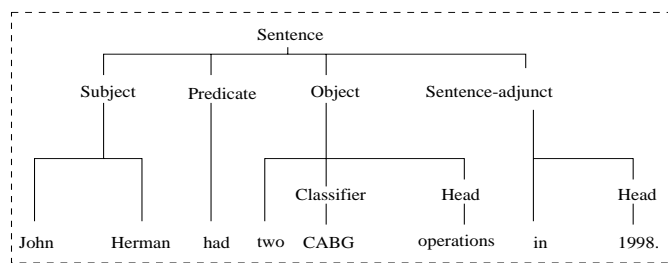 Sentence
Subject Predicate Object Sentence-adjunct
Classifier Head Head
John Herman had two CABG operations in 1998.